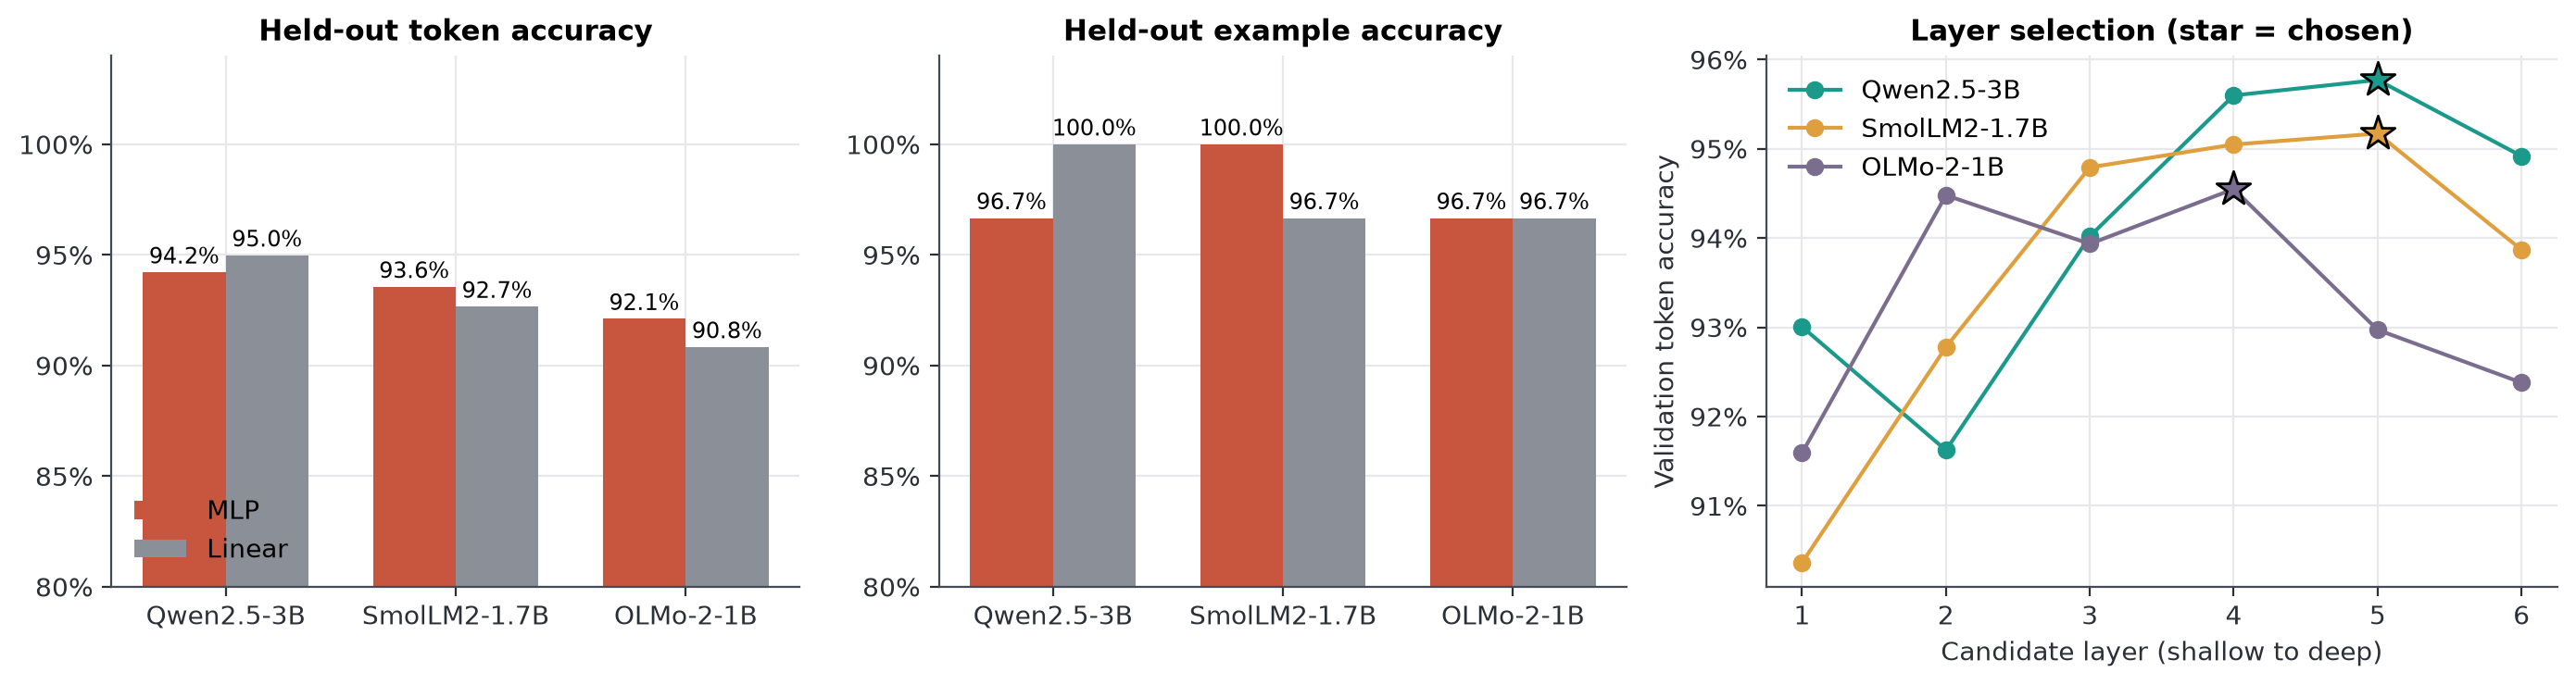 Held-out token accuracy
100%
95%
90%
85%
80%
94.2%
95.0%
93.6%
92.7%
92.1%
90.8%
MLP
Linear
Qwen2.5-3B
SmolLM2-1.7B
OLMo-2-1B
Held-out example accuracy
100%
95%
90%
85%
80%
96.7%
100.0%
100.0%
96.7%
96.7%
96.7%
Qwen2.5-3B
SmolLM2-1.7B
OLMo-2-1B
Layer selection (star = chosen)
Validation token accuracy
96%
95%
94%
93%
92%
91%
Qwen2.5-3B
SmolLM2-1.7B
OLMo-2-1B
1
2
3
4
5
6
Candidate layer (shallow to deep)